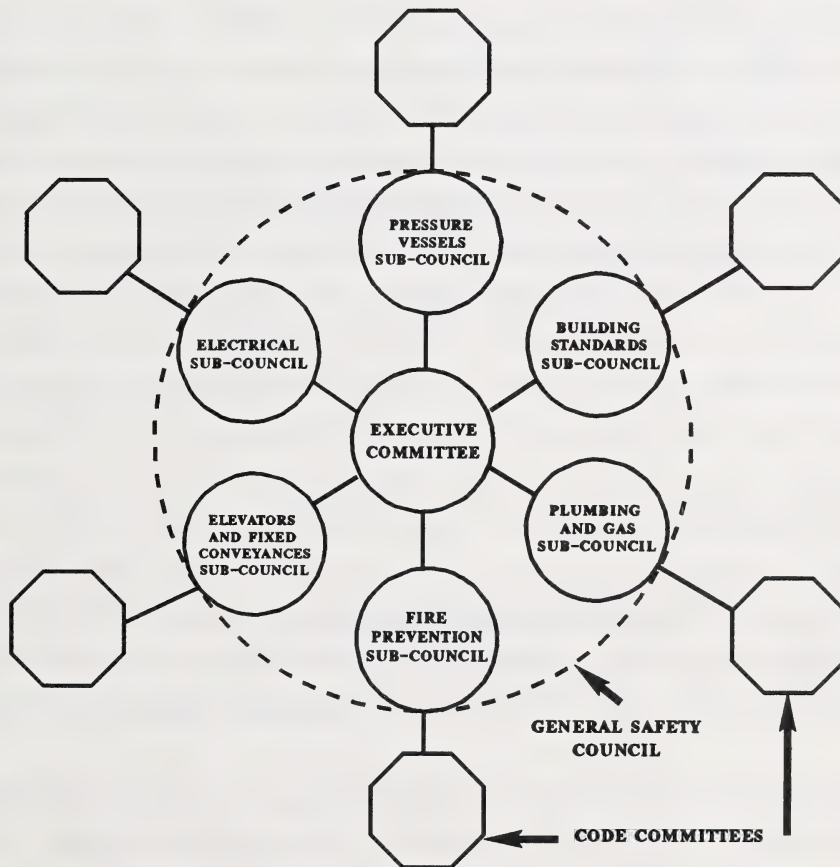 PRESSURE
VESSELS
SUB-COUNCIL
ELECTRICAL
SUB-COUNCIL
BUILDING
STANDARDS
SUB-COUNCIL
EXECUTIVE
COMMITTEE
ELEVATORS
AND FIXED
CONVEYANCES
SUB-COUNCIL
PLUMBING
AND GAS
SUB-COUNCIL
FIRE
PREVENTION
SUB-COUNCIL
GENERAL SAFETY
COUNCIL
CODE COMMITTEES